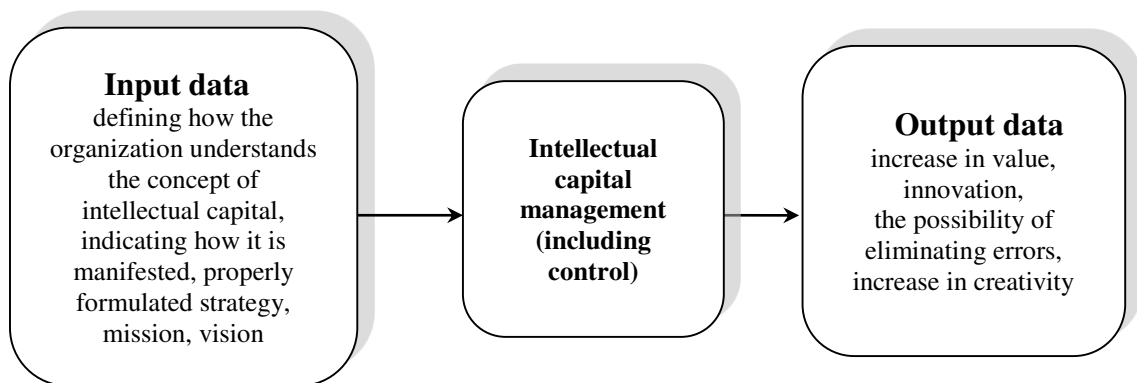 Input data
defining how the
organization understands
the concept of
intellectual capital,
indicating how it is
manifested, properly
formulated strategy,
mission, vision
Intellectual
capital
management
(including
control)
Output data
increase in value,
innovation,
the possibility of
eliminating errors,
increase in creativity